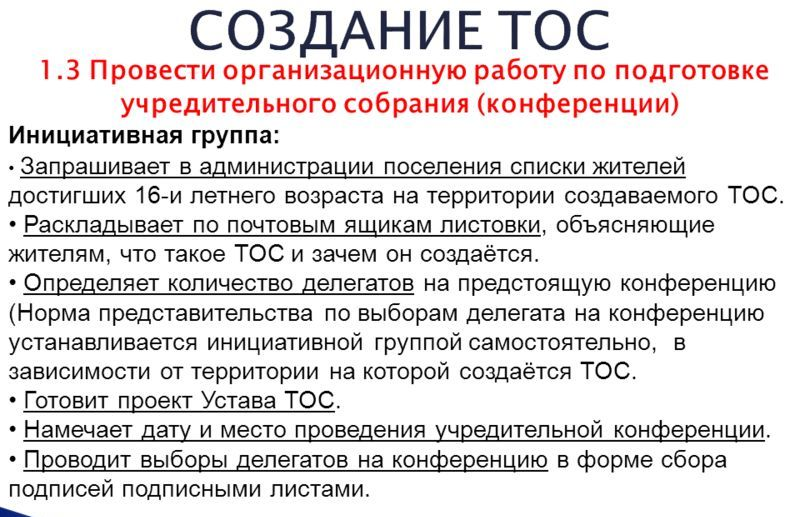 СОЗДАНИЕ ТОС
1.3 Провести организационную работу по подготовке
учредительного собрания (конференции)
Инициативная группа:
• Запрашивает в администрации поселения списки жителей
достигших 16-и летнего возраста на территории создаваемого ТОС.
• Раскладывает по почтовым ящикам листовки, объясняющие
жителям, что такое ТОС и зачем он создаётся.
• Определяет количество делегатов на предстоящую конференцию
(Норма представительства по выборам делегата на конференцию
устанавливается инициативной группой самостоятельно, в
зависимости от территории на которой создаётся ТОС.
• Готовит проект Устава ТОС.
• Намечает дату и место проведения учредительной конференции.
• Проводит выборы делегатов на конференцию в форме сбора
подписей подписными листами.